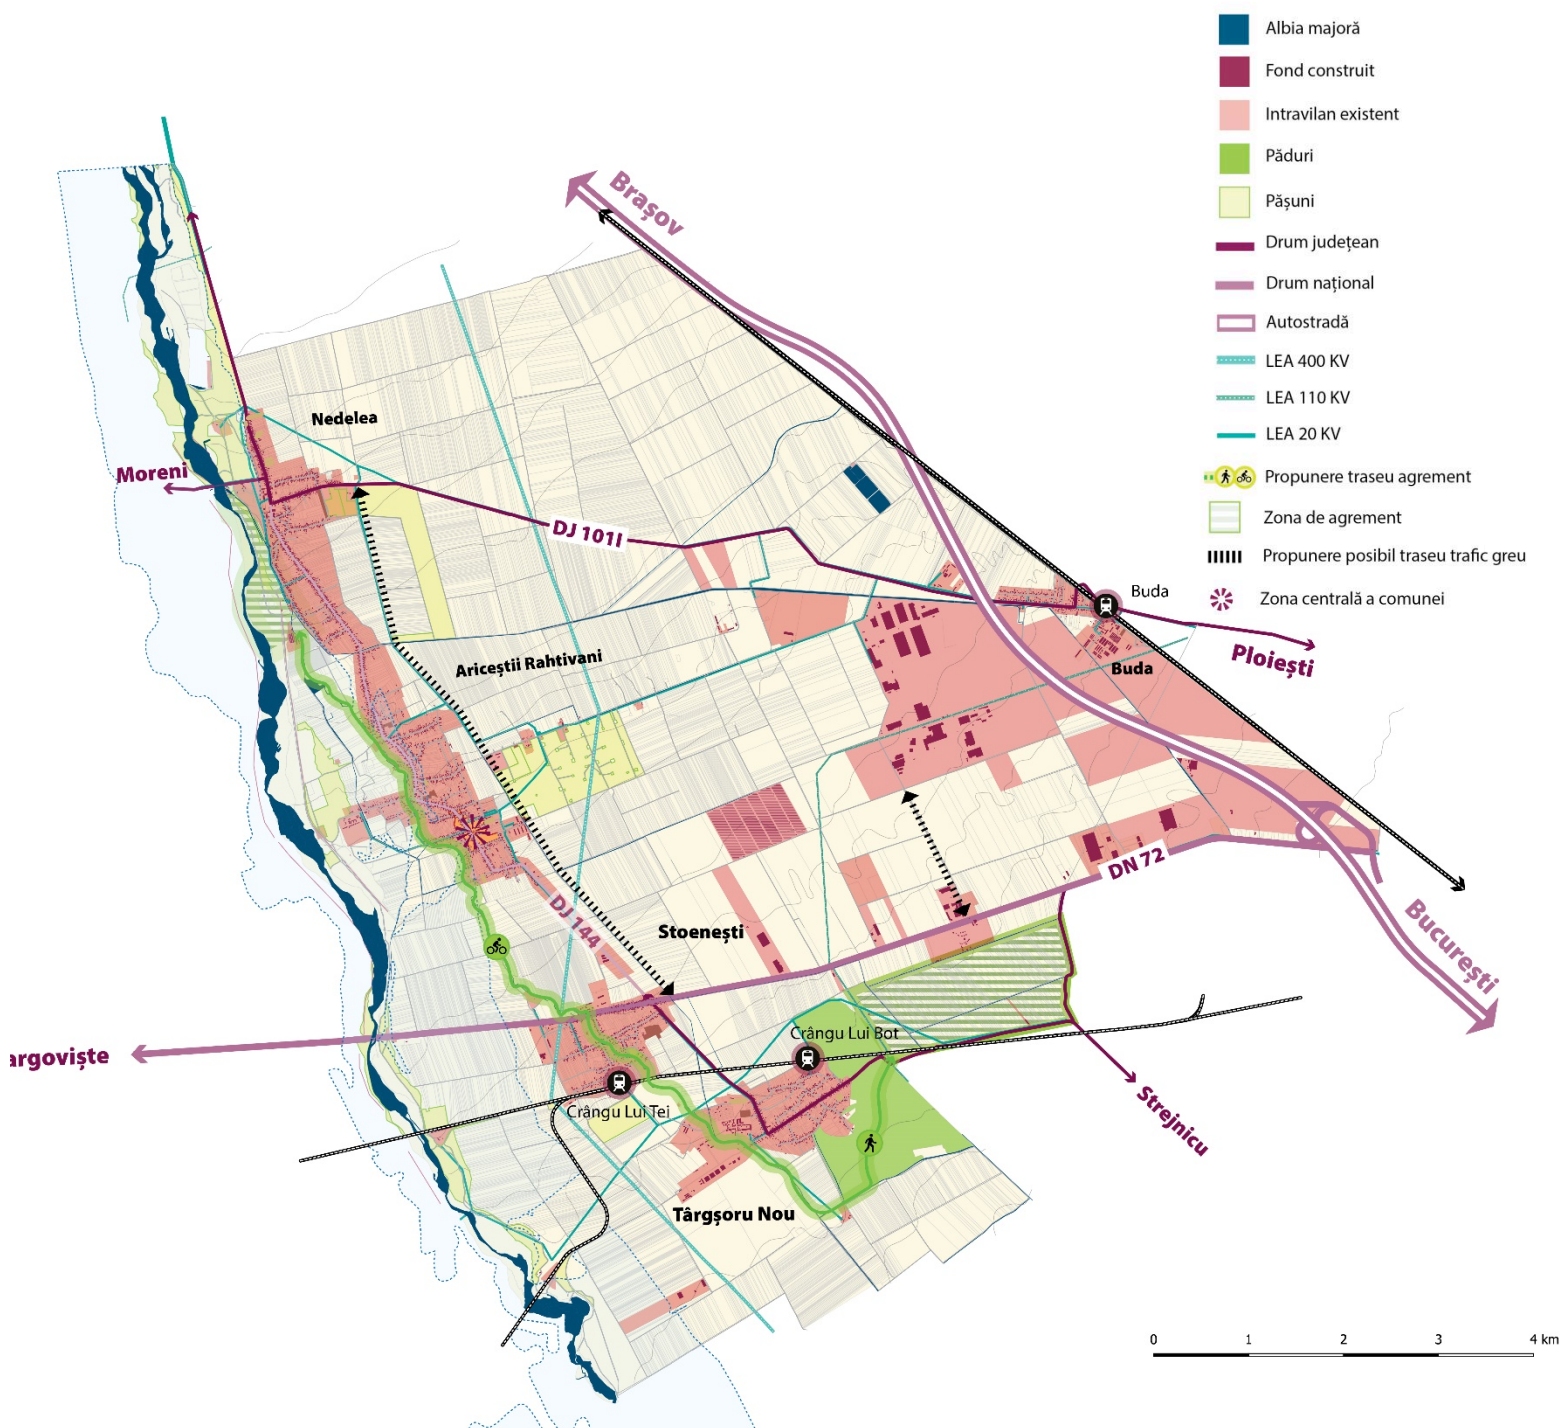 Albia majoră
Fond construit
Intravilan existent
Păduri
Pășuni
Drum județean
Drum național
Autostradă
LEA 400 KV
LEA 110 KV
LEA 20 KV
Propunere traseu agrement
Zona de agrement
Propunere posibil traseu trafic greu
Zona centrală a comunei
Brașov
Nedelea
Moreni
DJ 101I
Buda
Ploiești
Buda
Ariceștii Rahtivani
DN 72
DJ 144
Stoenești
București
Crângu Lui Bot
argoviște
Crângu Lui Tei
Strejnicu
Târgșoru Nou
0 1 2 3 4 km